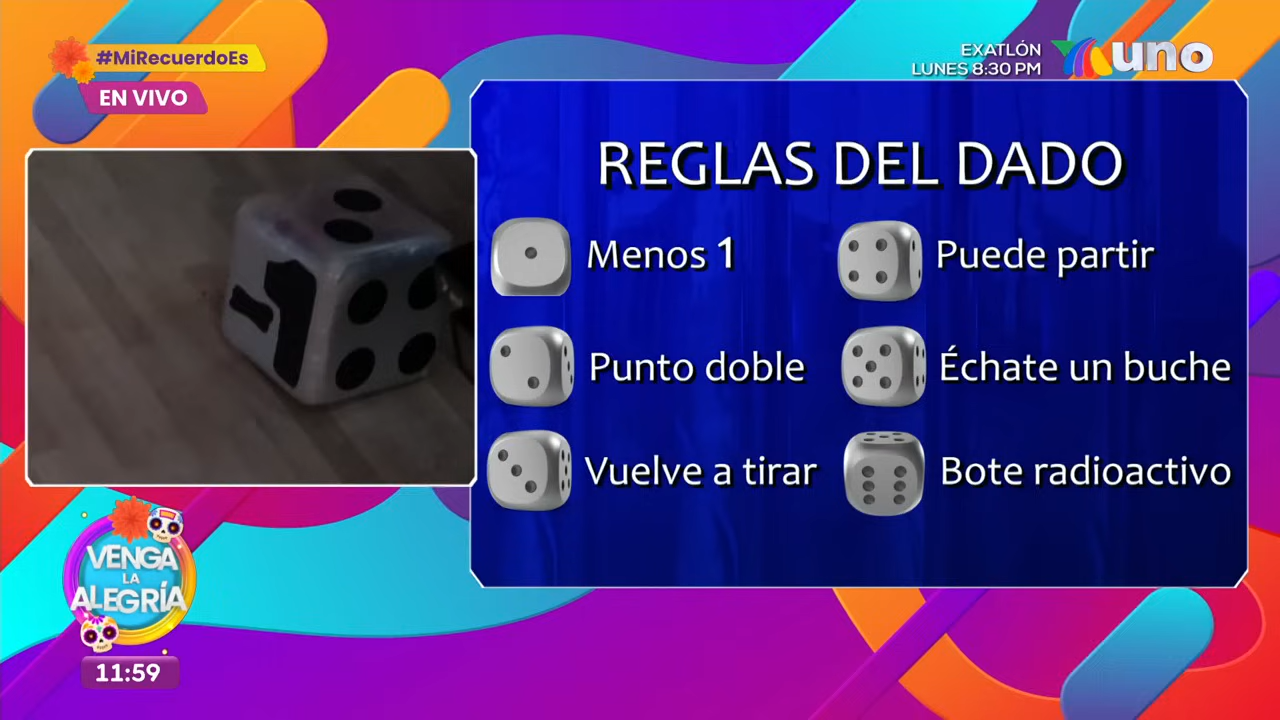 #MiRecuerdoEs
EN VIVO
EXATLÓN
LUNES 8:30 PM
uno
REGLAS DEL DADO
Menos 1
Puede partir
Punto doble
Échate un buche
Vuelve a tirar
Bote radioactivo
-1
VENGA
LA
ALEGRÍA
11:59